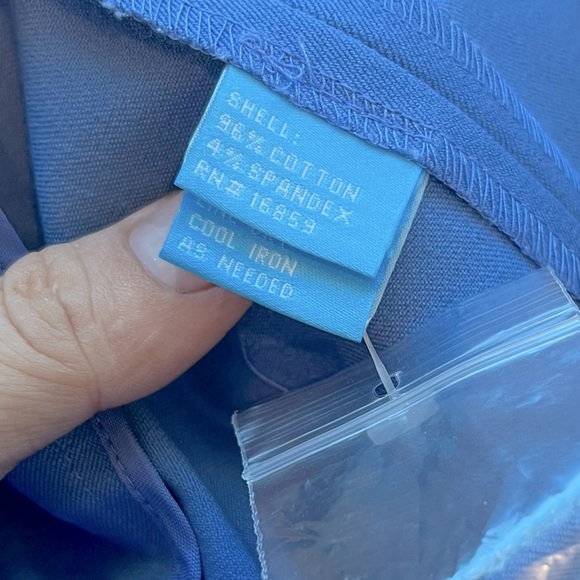 SHELL:
96% COTTON
4% SPANDEX
RN# 16859
COOL IRON
AS NEEDED